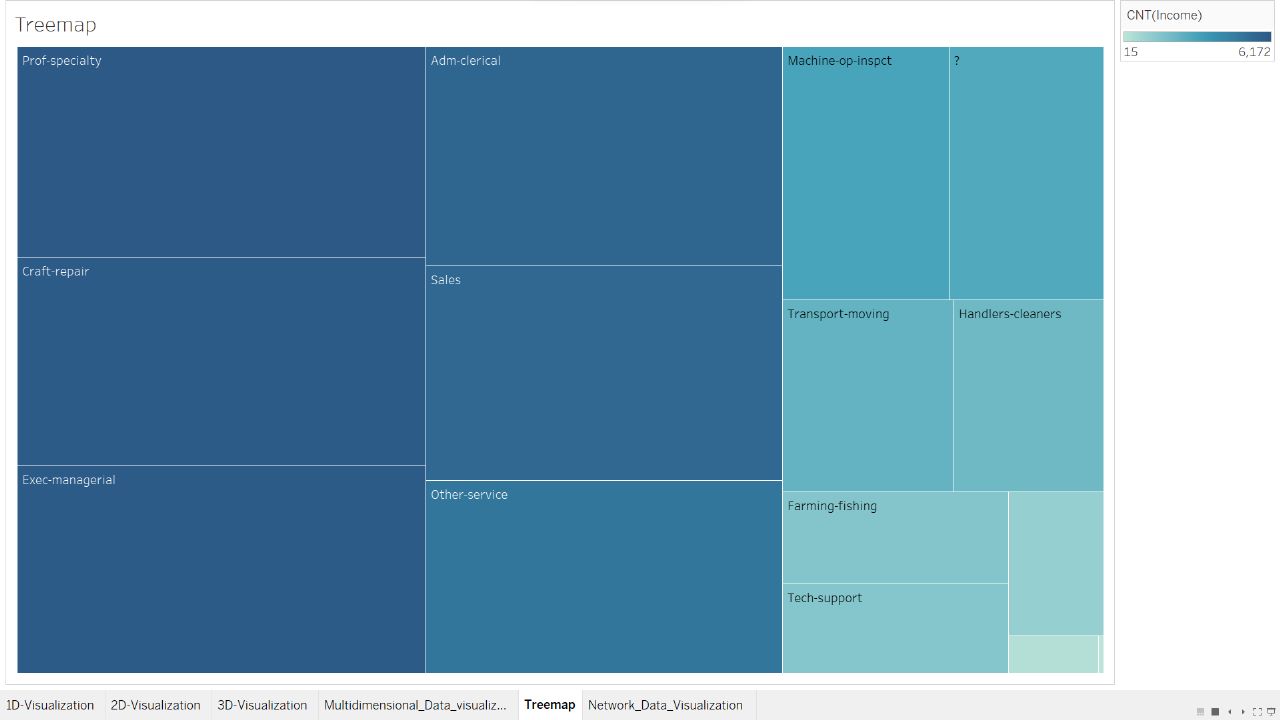 Treemap
CNT(Income)
15 6,172
Prof-specialty
Adm-clerical
Machine-op-inspct
?
Craft-repair
Sales
Transport-moving
Handlers-cleaners
Exec-managerial
Other-service
Farming-fishing
Tech-support
1D-Visualization 2D-Visualization 3D-Visualization Multidimensional_Data_visualiz... Treemap Network_Data_Visualization